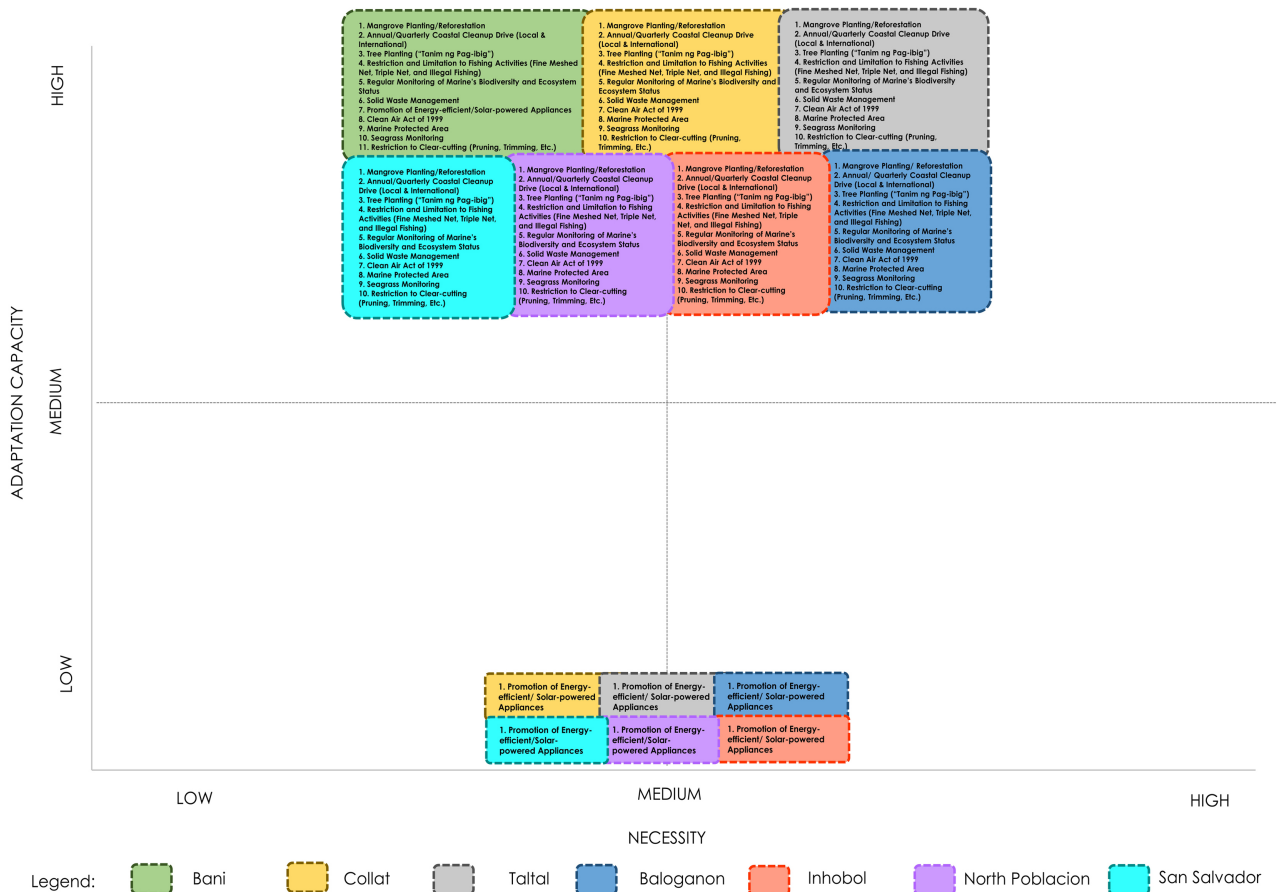 1. Mangrove Planting/Reforestation
2. Annual/Quarterly Coastal Cleanup Drive (Local &
International)
3. Tree Planting (“Tanim ng Pag-ibig”)
4. Restriction and Limitation to Fishing Activities (Fine Meshed
Net, Triple Net, and Illegal Fishing)
5. Regular Monitoring of Marine’s Biodiversity and Ecosystem
Status
6. Solid Waste Management
7. Promotion of Energy-efficient/Solar-powered Appliances
8. Clean Air Act of 1999
9. Marine Protected Area
10. Seagrass Monitoring
11. Restriction to Clear-cutting (Pruning, Trimming, Etc.)
1. Mangrove Planting/Reforestation
2. Annual/Quarterly Coastal Cleanup Drive
(Local & International)
3. Tree Planting (“Tanim ng Pag-ibig”)
4. Restriction and Limitation to Fishing Activities
(Fine Meshed Net, Triple Net, and Illegal Fishing)
5. Regular Monitoring of Marine’s Biodiversity and
Ecosystem Status
6. Solid Waste Management
7. Clean Air Act of 1999
8. Marine Protected Area
9. Seagrass Monitoring
10. Restriction to Clear-cutting (Pruning,
Trimming, Etc.)
1. Mangrove Planting/Reforestation
2. Annual/Quarterly Coastal Cleanup Drive
(Local & International)
3. Tree Planting (“Tanim ng Pag-ibig”)
4. Restriction and Limitation to Fishing Activities
(Fine Meshed Net, Triple Net, and Illegal Fishing)
5. Regular Monitoring of Marine’s Biodiversity
and Ecosystem Status
6. Solid Waste Management
7. Clean Air Act of 1999
8. Marine Protected Area
9. Seagrass Monitoring
10. Restriction to Clear-cutting (Pruning,
Trimming, Etc.)
1. Mangrove Planting/Reforestation
2. Annual/Quarterly Coastal Cleanup
Drive (Local & International)
3. Tree Planting (“Tanim ng Pag-ibig”)
4. Restriction and Limitation to Fishing
Activities (Fine Meshed Net, Triple Net,
and Illegal Fishing)
5. Regular Monitoring of Marine’s
Biodiversity and Ecosystem Status
6. Solid Waste Management
7. Clean Air Act of 1999
8. Marine Protected Area
9. Seagrass Monitoring
10. Restriction to Clear-cutting
(Pruning, Trimming, Etc.)
1. Mangrove Planting/Reforestation
2. Annual/Quarterly Coastal Cleanup
Drive (Local & International)
3. Tree Planting (“Tanim ng Pag-ibig”)
4. Restriction and Limitation to Fishing
Activities (Fine Meshed Net, Triple Net,
and Illegal Fishing)
5. Regular Monitoring of Marine’s
Biodiversity and Ecosystem Status
6. Solid Waste Management
7. Clean Air Act of 1999
8. Marine Protected Area
9. Seagrass Monitoring
10. Restriction to Clear-cutting
(Pruning, Trimming, Etc.)
1. Mangrove Planting/Reforestation
2. Annual/Quarterly Coastal Cleanup
Drive (Local & International)
3. Tree Planting (“Tanim ng Pag-ibig”)
4. Restriction and Limitation to Fishing
Activities (Fine Meshed Net, Triple
Net, and Illegal Fishing)
5. Regular Monitoring of Marine’s
Biodiversity and Ecosystem Status
6. Solid Waste Management
7. Clean Air Act of 1999
8. Marine Protected Area
9. Seagrass Monitoring
10. Restriction to Clear-cutting
(Pruning, Trimming, Etc.)
1. Mangrove Planting/ Reforestation
2. Annual/ Quarterly Coastal Cleanup
Drive (Local & International)
3. Tree Planting (“Tanim ng Pag-ibig”)
4. Restriction and Limitation to Fishing
Activities (Fine Meshed Net, Triple Net,
and Illegal Fishing)
5. Regular Monitoring of Marine’s
Biodiversity and Ecosystem Status
6. Solid Waste Management
7. Clean Air Act of 1999
8. Marine Protected Area
9. Seagrass Monitoring
10. Restriction to Clear-cutting
(Pruning, Trimming, Etc.)
HIGH
MEDIUM
LOW
ADAPTATION CAPACITY
1. Promotion of Energy-
efficient/ Solar-powered
Appliances
1. Promotion of Energy-
efficient/ Solar-powered
Appliances
1. Promotion of Energy-
efficient/ Solar-powered
Appliances
1. Promotion of Energy-
efficient/Solar-
powered Appliances
1. Promotion of Energy-
efficient/Solar-
powered Appliances
1. Promotion of Energy-
efficient/ Solar-powered
Appliances
LOW
MEDIUM
HIGH
NECESSITY
Legend:
Bani
Collat
Taltal
Baloganon
Inhobol
North Poblacion
San Salvador